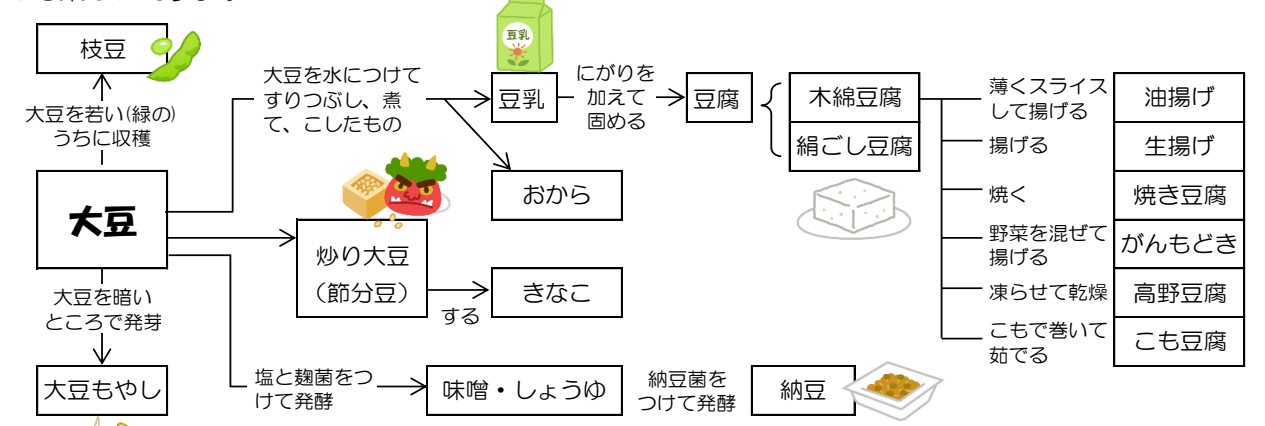 枝豆
大豆を若い(緑の)
うちに収穫
大豆
大豆を暗い
ところで発芽
大豆もやし
大豆を水につけて
すりつぶし、煮
て、こしたもの
豆乳
豆乳
おから
にがりを
加えて
固める
豆腐
木綿豆腐
絹ごし豆腐
薄くスライス
して揚げる
油揚げ
揚げる
生揚げ
焼く
焼き豆腐
野菜を混ぜて
揚げる
がんもどき
凍らせて乾燥
高野豆腐
こもで巻いて
茹でる
こも豆腐
炒り大豆
(節分豆)
する
きなこ
塩と麹菌をつ
けて発酵
味噌・しょうゆ
納豆菌を
つけて発酵
納豆